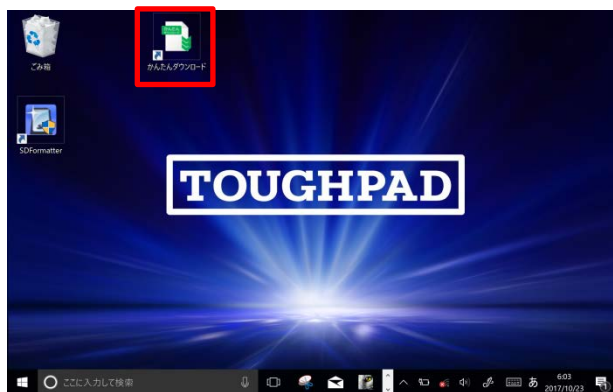 ごみ箱
かんたんダウンロード
SDFormatter
TOUGHPAD
ここに入力して検索
あ
6:03
2017/10/23